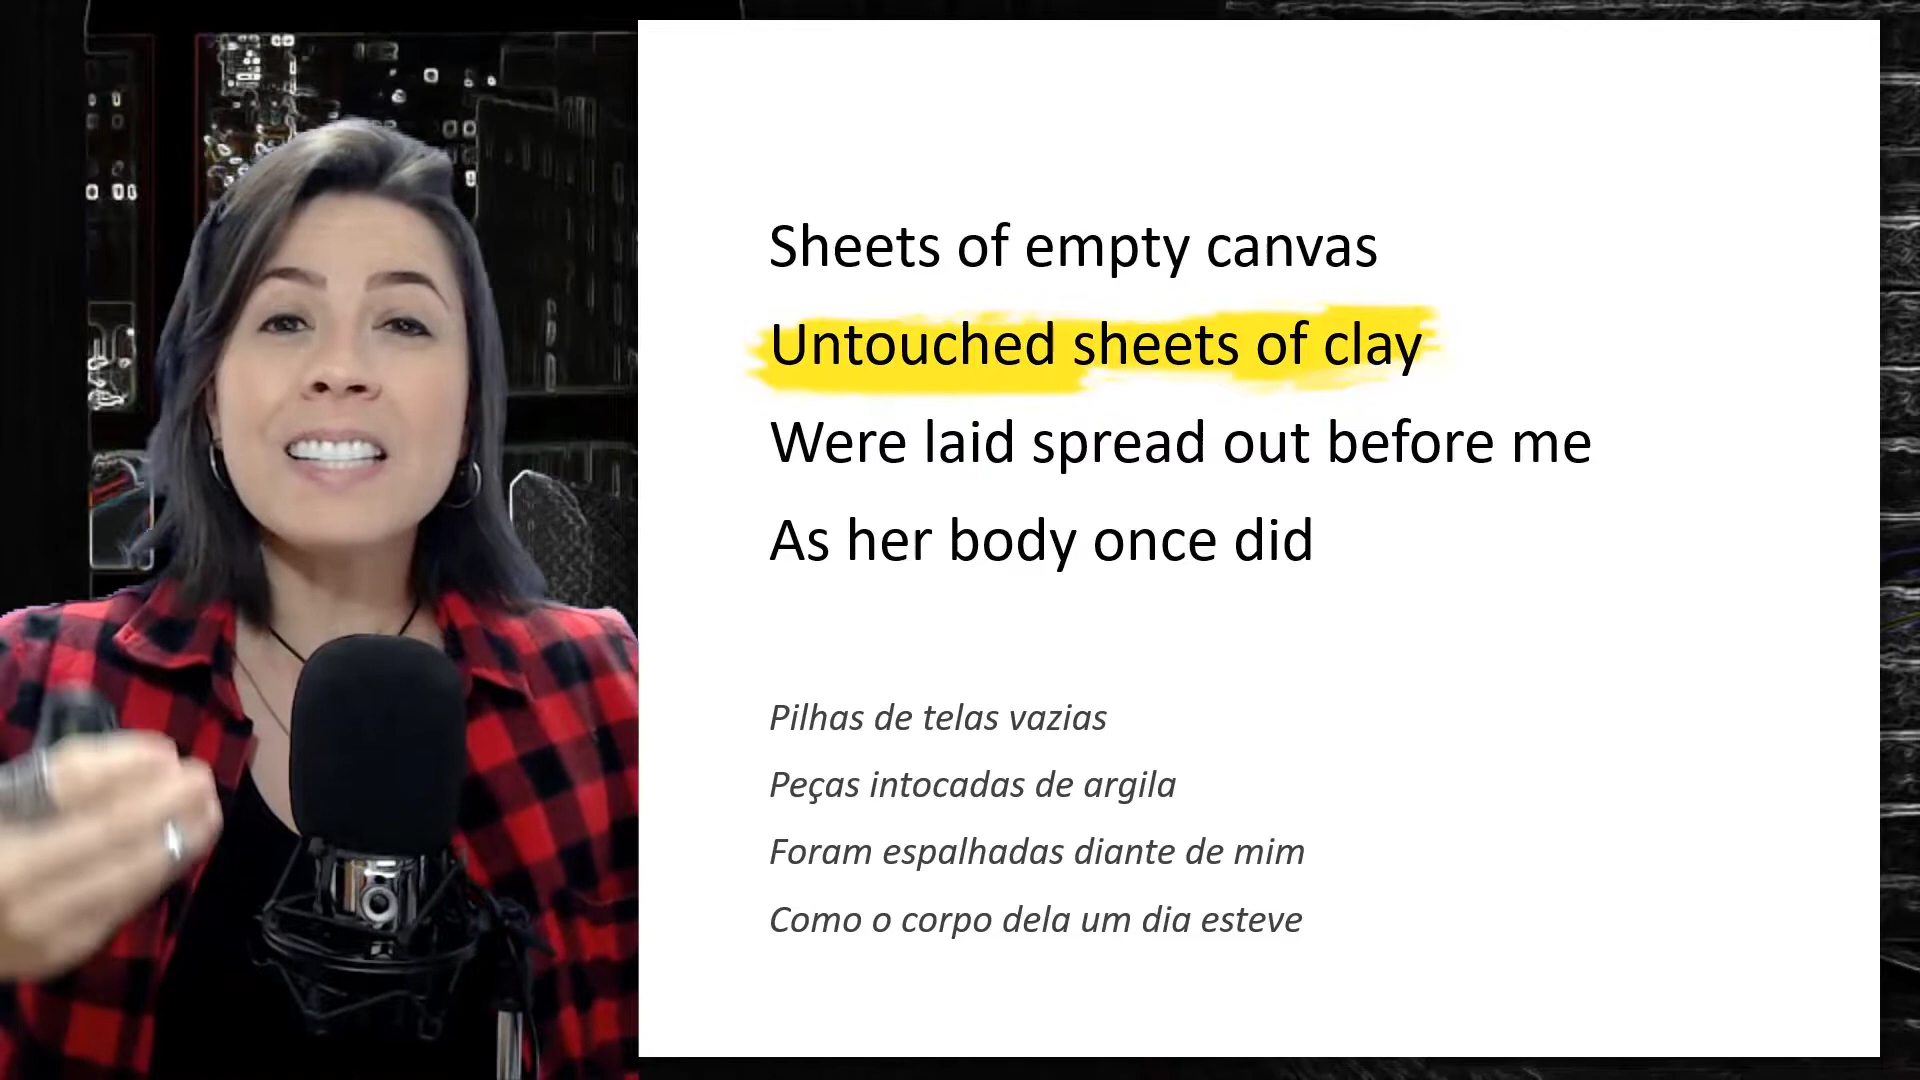 Sheets of empty canvas
Untouched sheets of clay
Were laid spread out before me
As her body once did
Pilhas de telas vazias
Peças intocadas de argila
Foram espalhadas diante de mim
Como o corpo dela um dia esteve